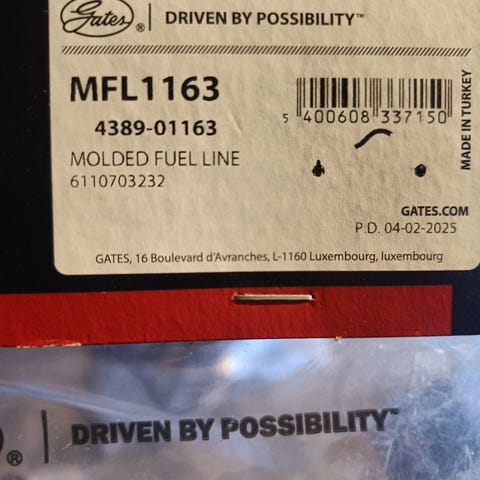 Gates ® | DRIVEN BY POSSIBILITY™
MFL1163
4389-01163
MOLDED FUEL LINE
6110703232
5 400608 337150
MADE IN TURKEY
GATES.COM
P.D. 04-02-2025
GATES, 16 Boulevard d'Avranches, L-1160 Luxembourg, luxembourg
® | DRIVEN BY POSSIBILITY™